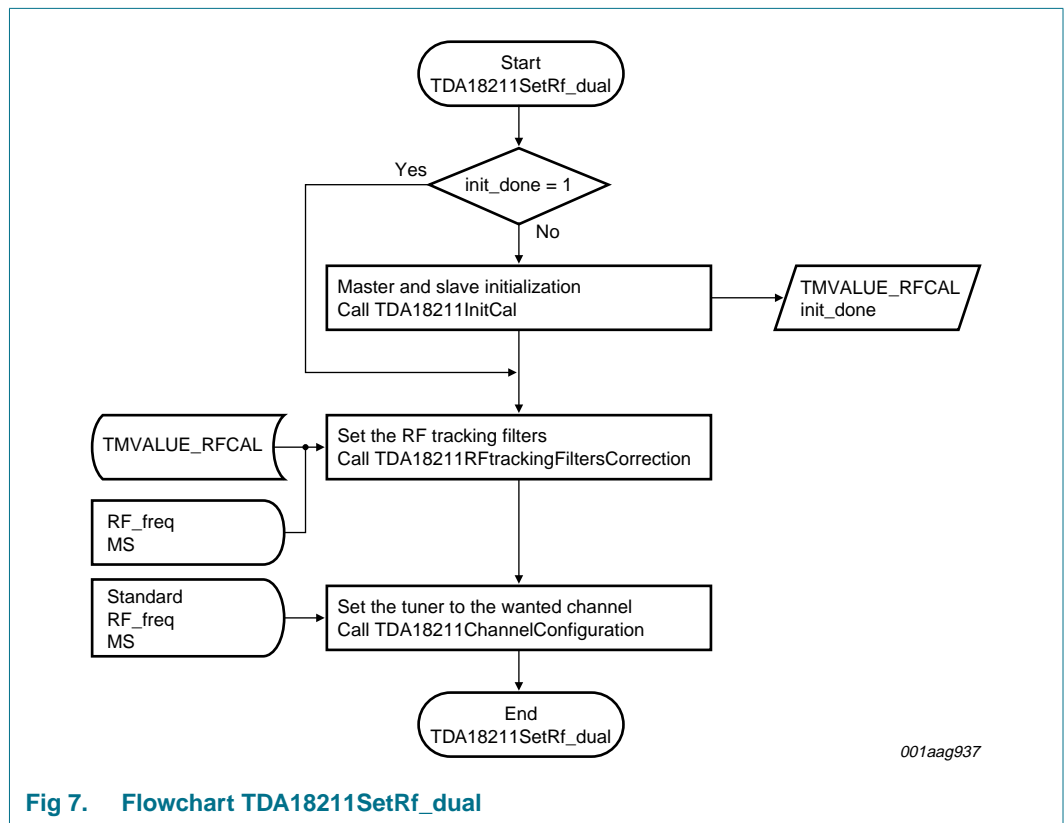 Start
TDA18211SetRf_dual
Yes
init_done = 1
No
Master and slave initialization
Call TDA18211InitCal
TMVALUE_RFCAL
init_done
TMVALUE_RFCAL
Set the RF tracking filters
Call TDA18211RFtrackingFiltersCorrection
RF_freq
MS
Standard
RF_freq
MS
Set the tuner to the wanted channel
Call TDA18211ChannelConfiguration
End
TDA18211SetRf_dual
001aag937
Fig 7. Flowchart TDA18211SetRf_dual